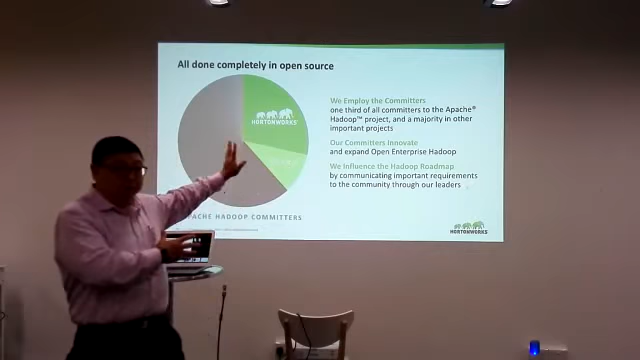 All done completely in open source
HORTONWORKS
We Employ the Committers
one third of all committers to the Apache®
Hadoop™ project, and a majority in other
important projects
Our Committers Innovate
and expand Open Enterprise Hadoop
We Influence the Hadoop Roadmap
by communicating important requirements
to the community through our leaders
PACHE HADOOP COMMITTERS
HORTONWORKS